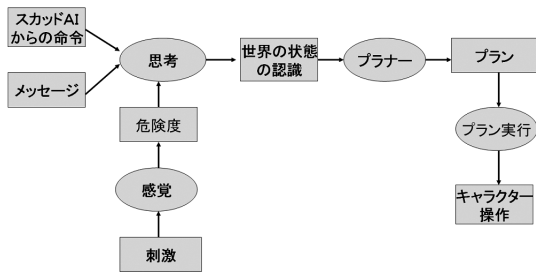 スカッドAI
からの命令
思考
世界の状態
の認識
プラナー
プラン
メッセージ
危険度
プラン実行
感覚
キャラクター
操作
刺激